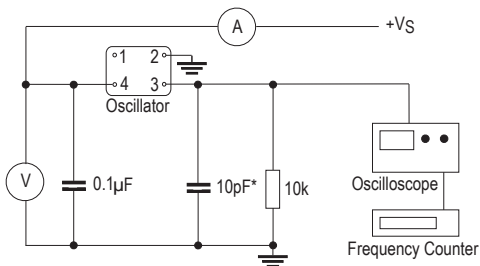 A
+VS
1 2
4 3
Oscillator
V
0.1µF
10pF*
10k
Oscilloscope
Frequency Counter